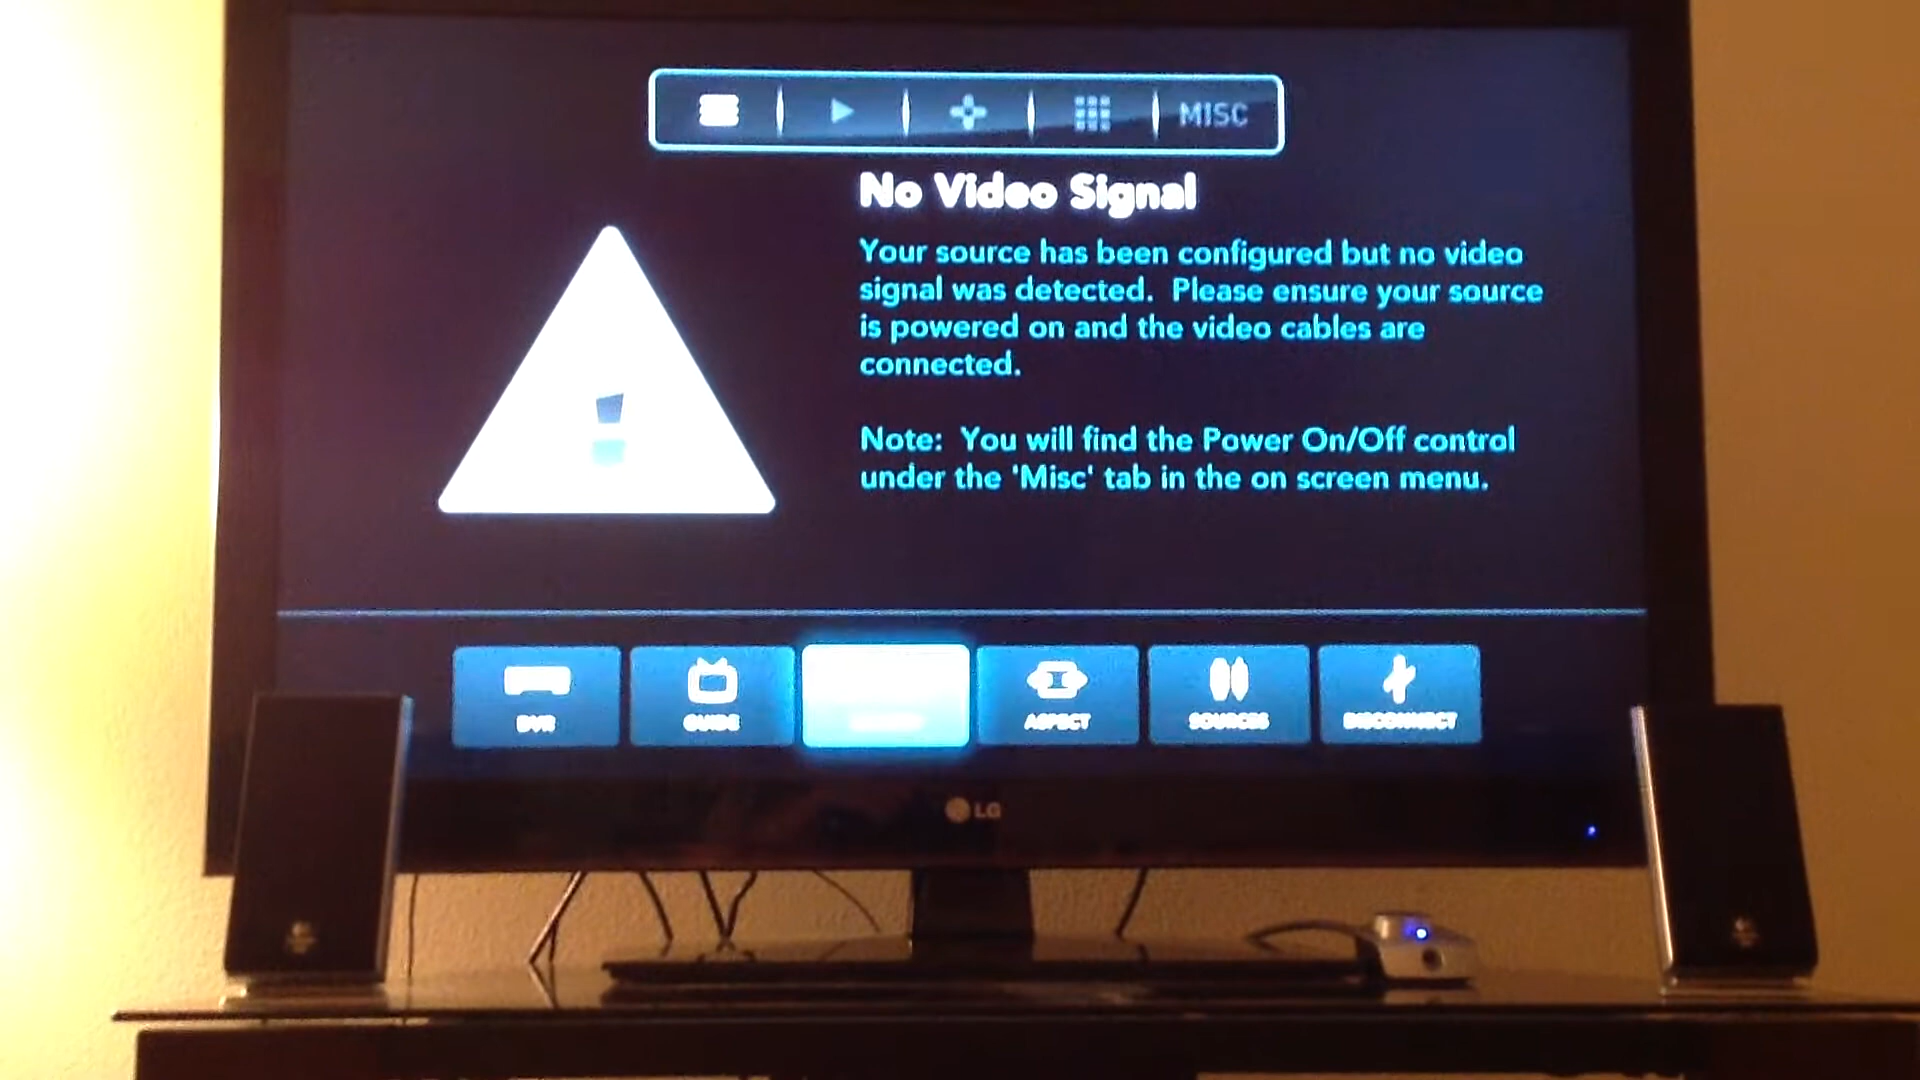 MISC
No Video Signal
Your source has been configured but no video
signal was detected.  Please ensure your source
is powered on and the video cables are
connected.
Note:  You will find the Power On/Off control
under the 'Misc' tab in the on screen menu.
DVR
GUIDE
ASPECT
SOURCES
DISCONNECT
LG